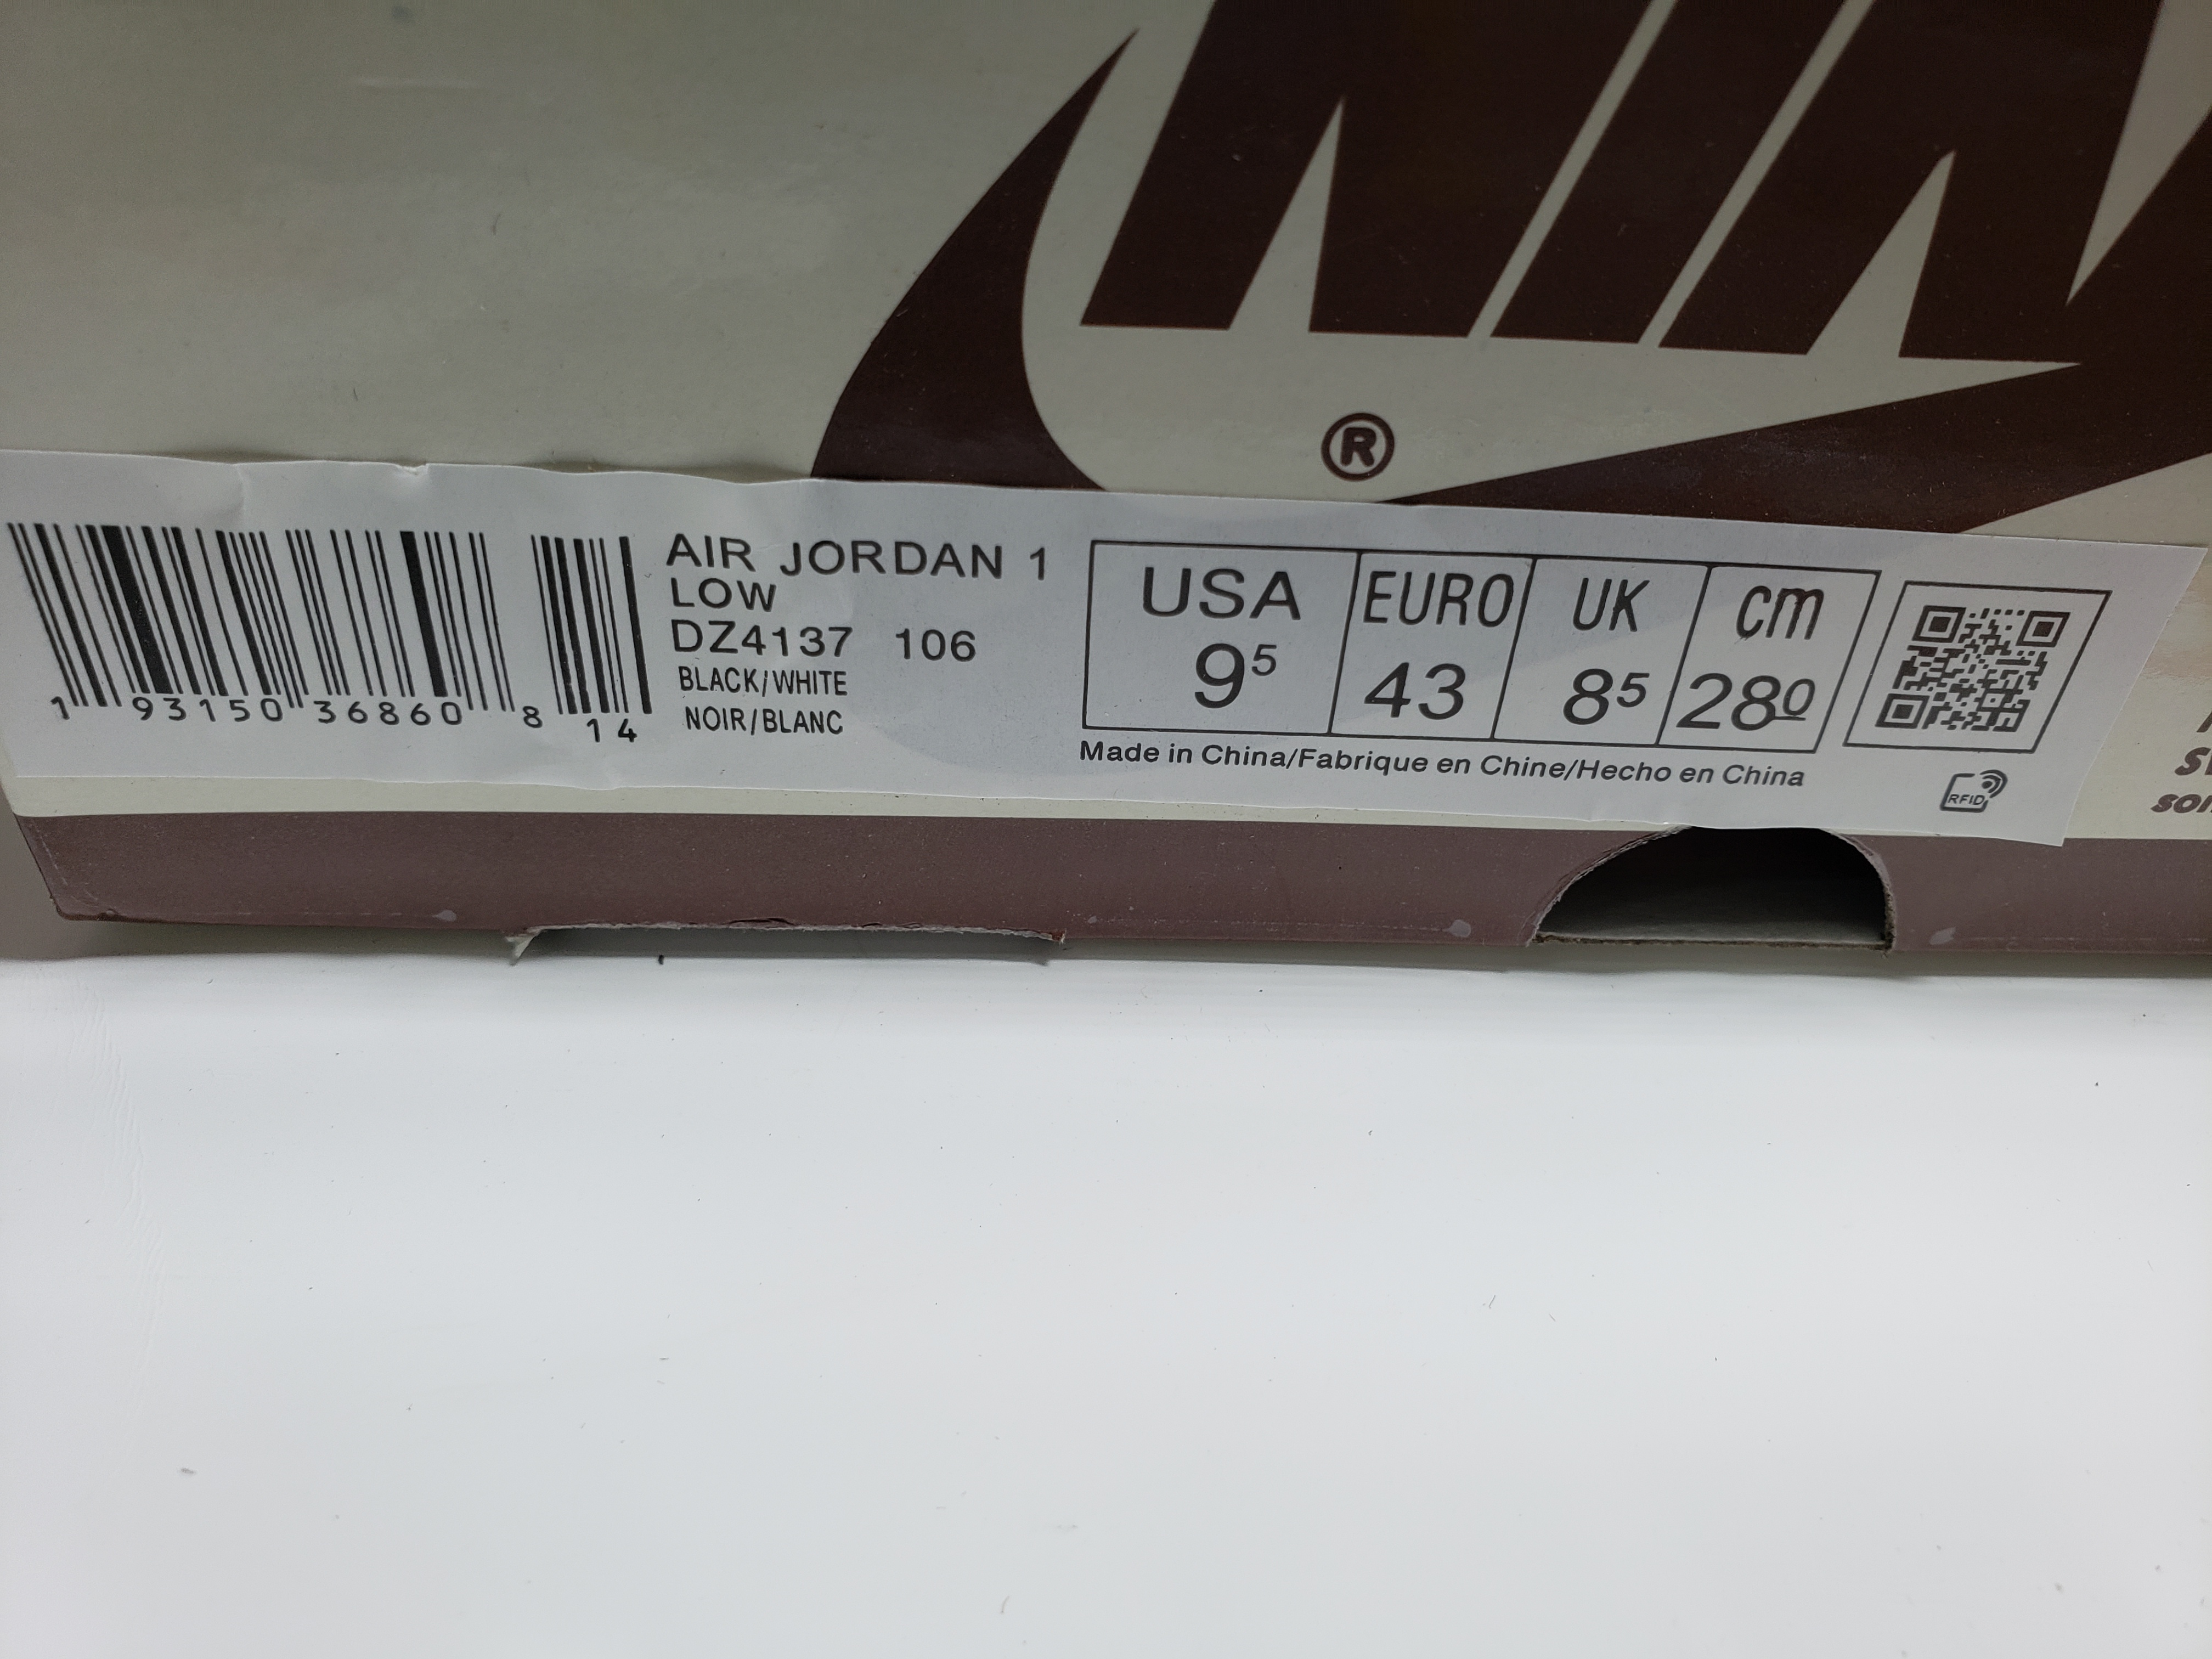 ®
AIR JORDAN 1
LOW
DZ4137 106
BLACK/WHITE
NOIR/BLANC
1 93150 36860 8 14
USA EURO UK cm
9⁵ 43 8⁵ 28⁰
Made in China/Fabrique en Chine/Hecho en China
RFID